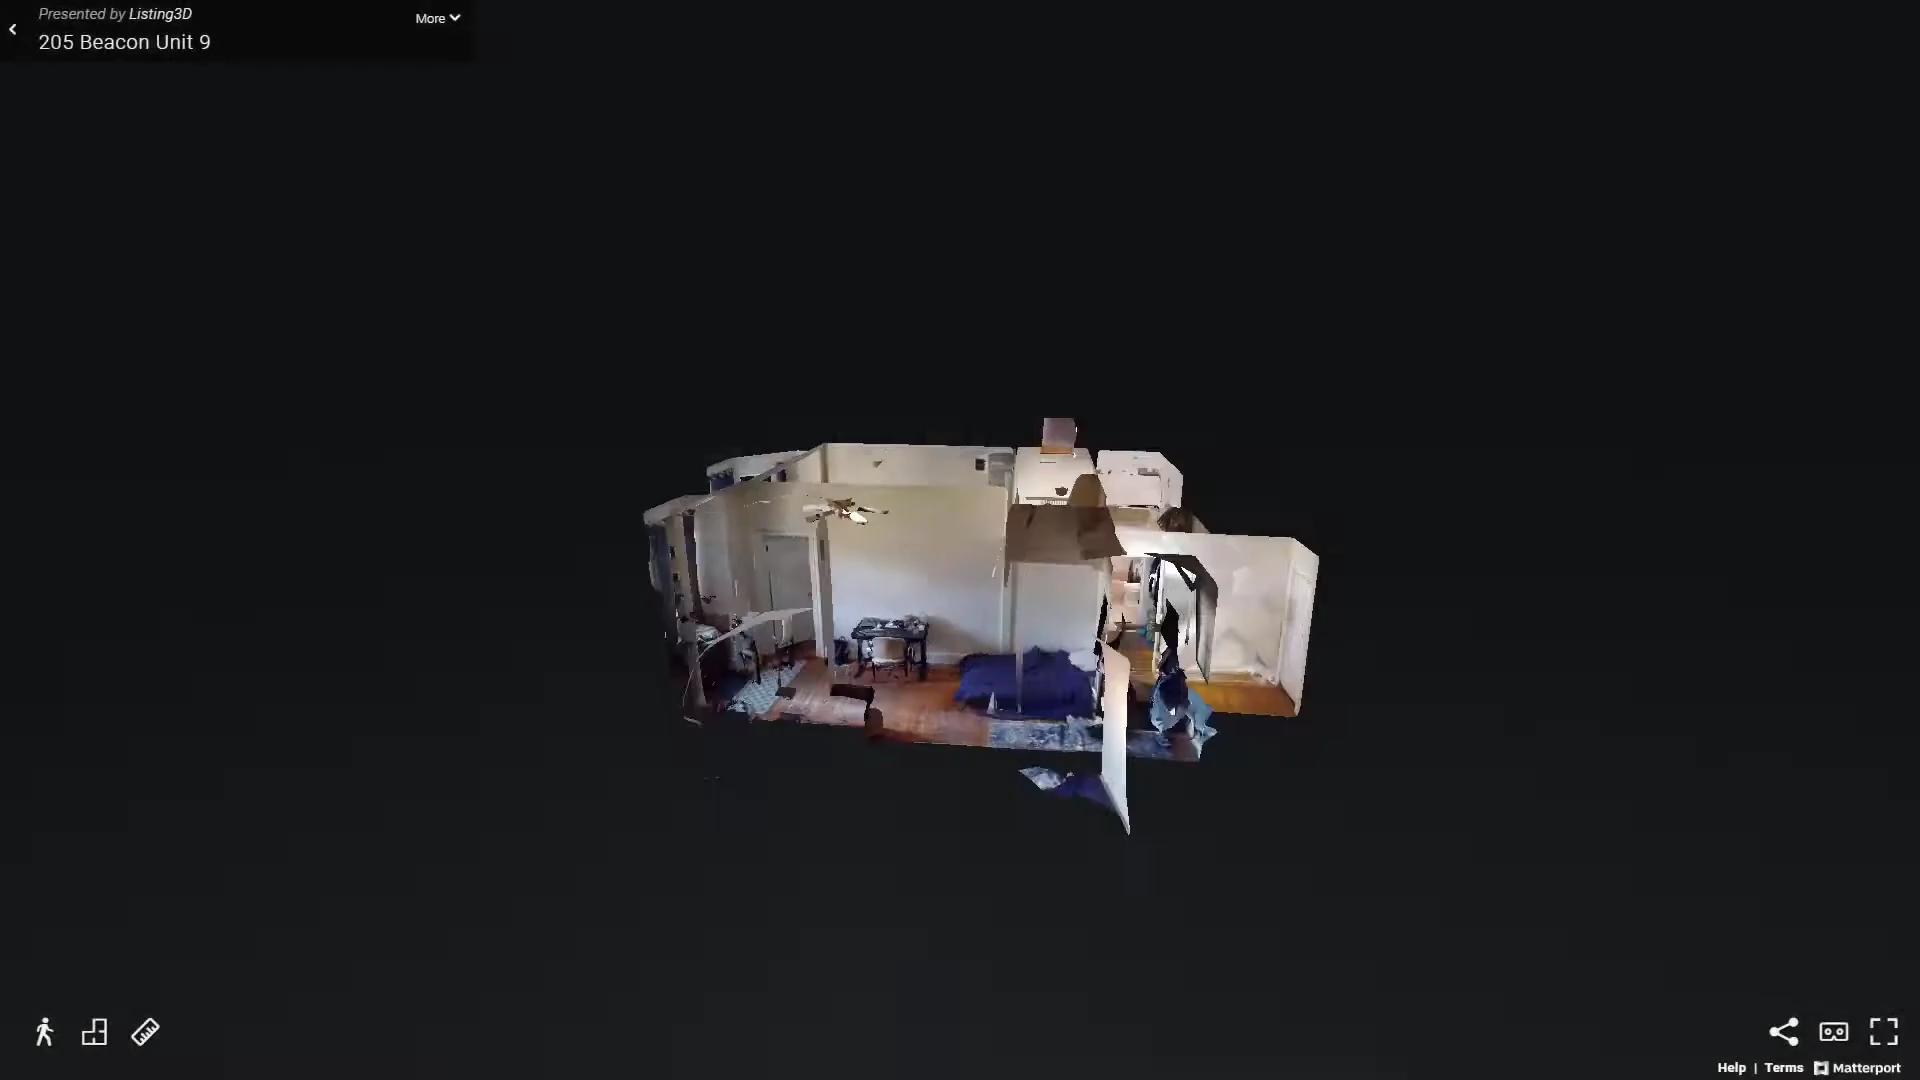 Presented by Listing3D
More
205 Beacon Unit 9
Help | Terms Matterport